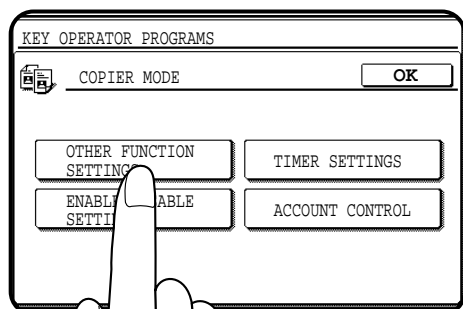 KEY OPERATOR PROGRAMS
COPIER MODE
OK
OTHER FUNCTION
TIMER SETTINGS
ACCOUNT CONTROL